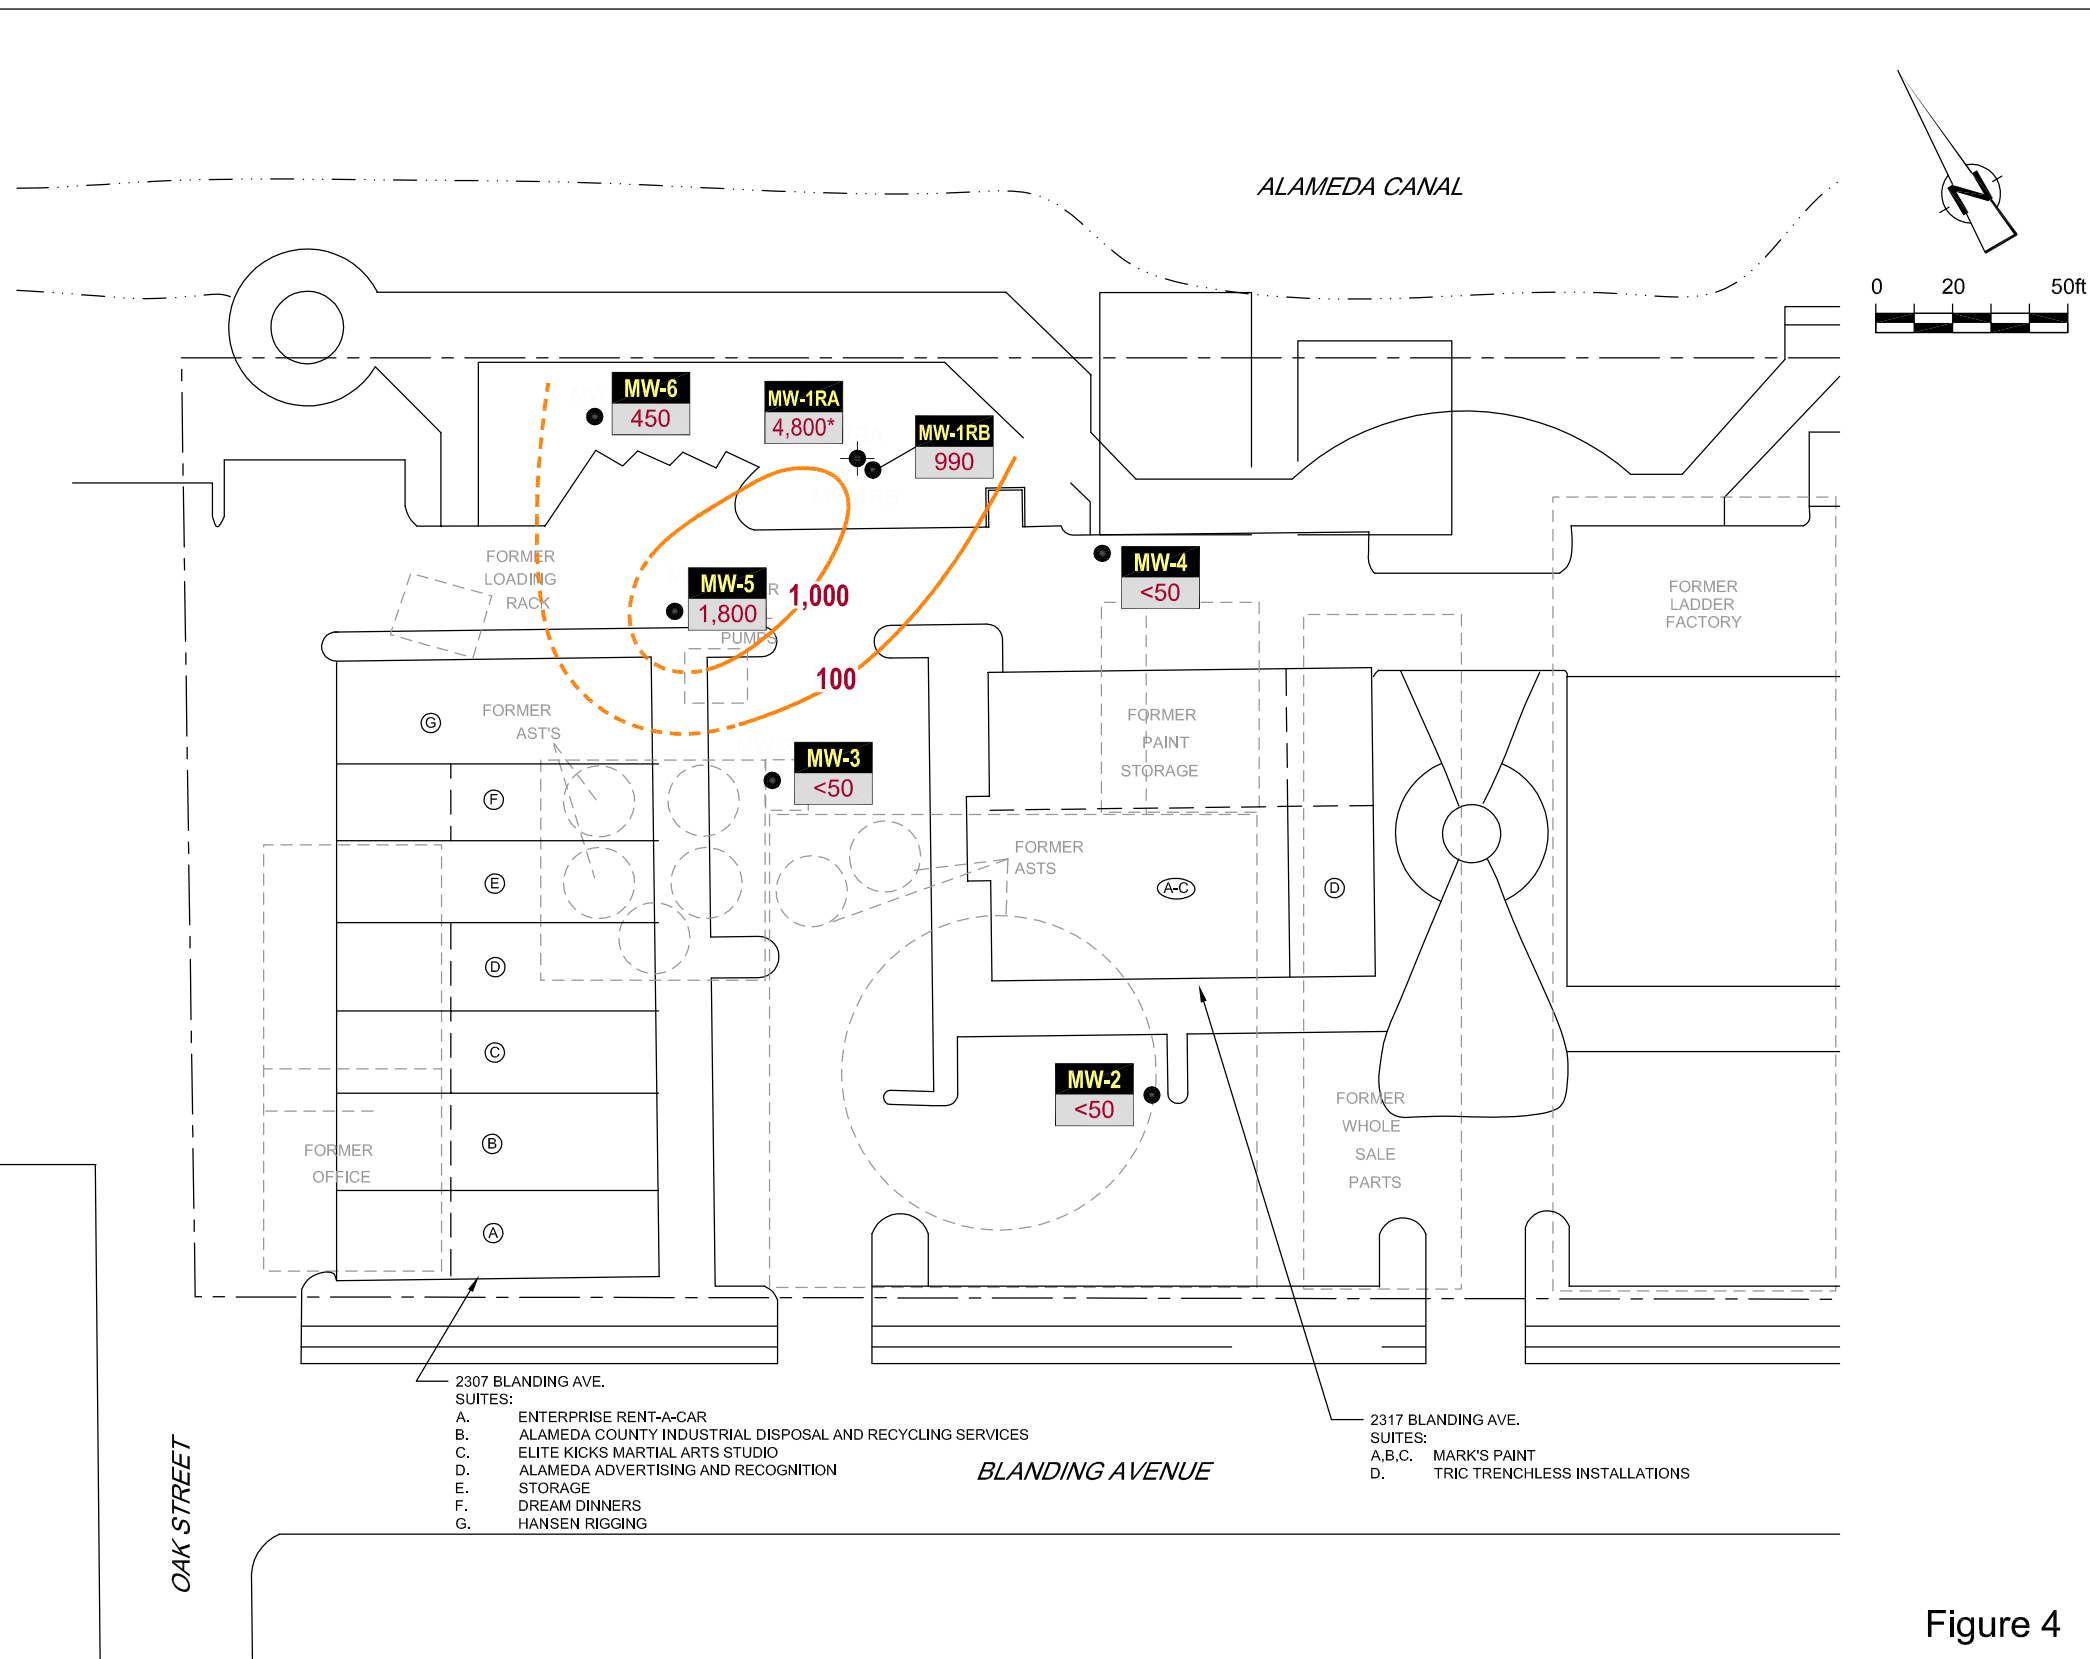 ALAMEDA CANAL
N
0 20 50ft
MW-6
450
MW-1RA
4,800*
MW-1RB
990
MW-4
<50
MW-5
1,800
1,000
100
MW-3
<50
MW-2
<50
FORMER
LOADING
RACK
R
PUMPS
FORMER
LADDER
FACTORY
FORMER
AST'S
FORMER
PAINT
STORAGE
FORMER
ASTS
FORMER
OFFICE
FORMER
WHOLE
SALE
PARTS
G
F
E
D
C
B
A
A-C
D
2307 BLANDING AVE.
SUITES:
A. ENTERPRISE RENT-A-CAR
B. ALAMEDA COUNTY INDUSTRIAL DISPOSAL AND RECYCLING SERVICES
C. ELITE KICKS MARTIAL ARTS STUDIO
D. ALAMEDA ADVERTISING AND RECOGNITION
E. STORAGE
F. DREAM DINNERS
G. HANSEN RIGGING
2317 BLANDING AVE.
SUITES:
A,B,C. MARK'S PAINT
D. TRIC TRENCHLESS INSTALLATIONS
BLANDING AVENUE
OAK STREET
Figure 4